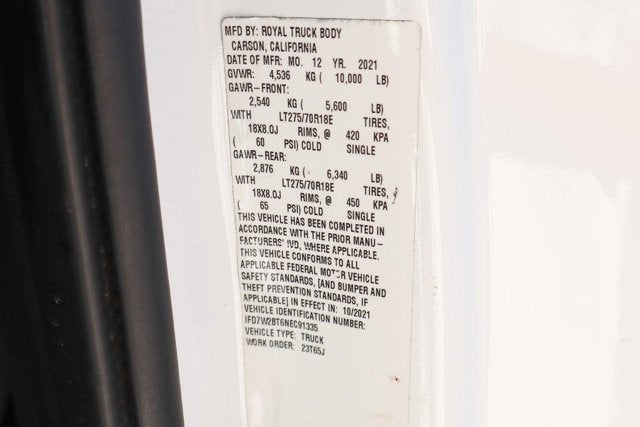 MFD BY: ROYAL TRUCK BODY
CARSON, CALIFORNIA
DATE OF MFR: MO. 12 YR. 2021
GVWR: 4,536 KG ( 10,000 LB)
GAWR-FRONT:
2,540 KG ( 5,600 LB)
WITH LT275/70R18E TIRES,
18X8.0J RIMS, @ 420 KPA
( 60 PSI) COLD SINGLE
GAWR-REAR:
2,876 KG ( 6,340 LB)
WITH LT275/70R18E TIRES,
18X8.0J RIMS, @ 450 KPA
( 65 PSI) COLD SINGLE
THIS VEHICLE HAS BEEN COMPLETED IN
ACCORDANCE WITH THE PRIOR MANU-
FACTURERS' IVD, WHERE APPLICABLE.
THIS VEHICLE CONFORMS TO ALL
APPLICABLE FEDERAL MOTOR VEHICLE
SAFETY STANDARDS, [AND BUMPER AND
THEFT PREVENTION STANDARDS, IF
APPLICABLE] IN EFFECT IN: 10/2021
VEHICLE IDENTIFICATION NUMBER:
1FD7W2BT6NEC91335
VEHICLE TYPE: TRUCK
WORK ORDER: 23T65J